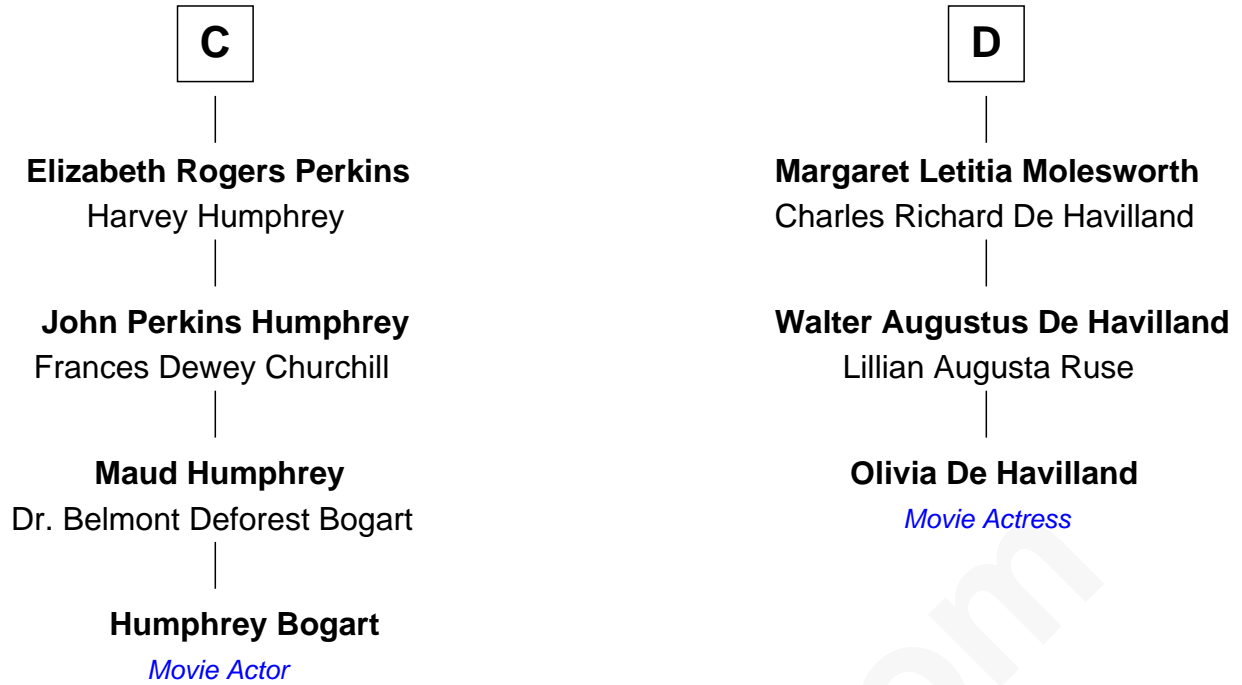 C
Elizabeth Rogers Perkins
Harvey Humphrey
John Perkins Humphrey
Frances Dewey Churchill
Maud Humphrey
Dr. Belmont Deforest Bogart
Humphrey Bogart
Movie Actor
D
Margaret Letitia Molesworth
Charles Richard De Havilland
Walter Augustus De Havilland
Lillian Augusta Ruse
Olivia De Havilland
Movie Actress
om